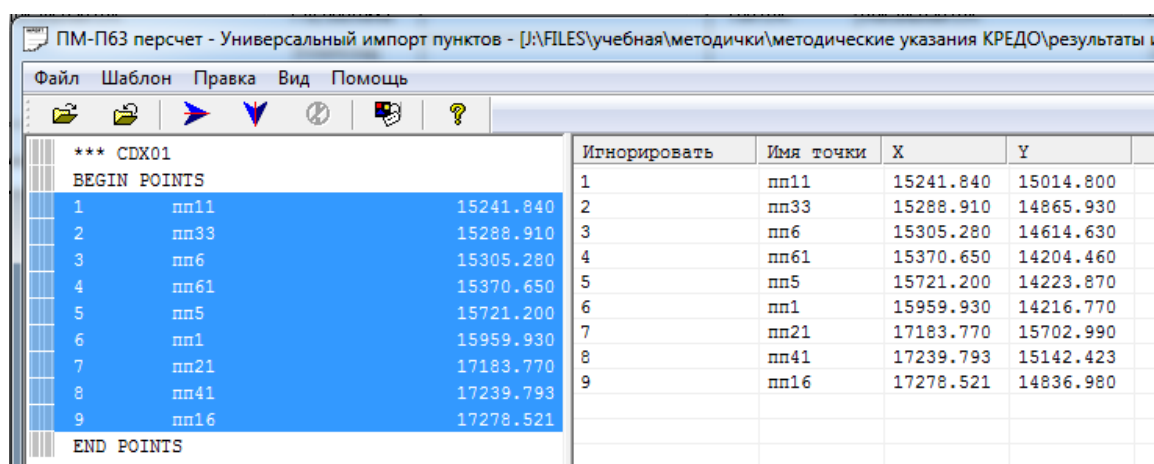 ПМ-П63 персчет - Универсальный импорт пунктов - [J:\FILES\учебная\методички\методические указания КРЕДО\результаты
Файл Шаблон Правка Вид Помощь
*** CDX01
BEGIN POINTS
1 пп11 15241.840
2 пп33 15288.910
3 пп6 15305.280
4 пп61 15370.650
5 пп5 15721.200
6 пп1 15959.930
7 пп21 17183.770
8 пп41 17239.793
9 пп16 17278.521
END POINTS
Игнорировать Имя точки X Y
1 пп11 15241.840 15014.800
2 пп33 15288.910 14865.930
3 пп6 15305.280 14614.630
4 пп61 15370.650 14204.460
5 пп5 15721.200 14223.870
6 пп1 15959.930 14216.770
7 пп21 17183.770 15702.990
8 пп41 17239.793 15142.423
9 пп16 17278.521 14836.980